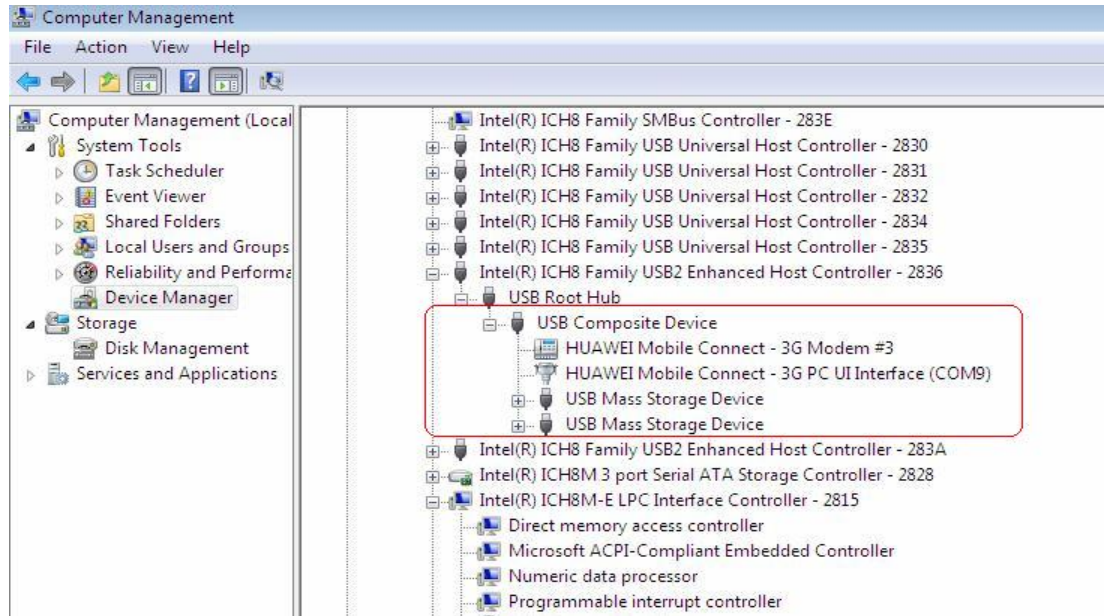 Computer Management
File Action View Help
Computer Management (Local
System Tools
Task Scheduler
Event Viewer
Shared Folders
Local Users and Groups
Reliability and Performa
Device Manager
Storage
Disk Management
Services and Applications
Intel(R) ICH8 Family SMBus Controller - 283E
Intel(R) ICH8 Family USB Universal Host Controller - 2830
Intel(R) ICH8 Family USB Universal Host Controller - 2831
Intel(R) ICH8 Family USB Universal Host Controller - 2832
Intel(R) ICH8 Family USB Universal Host Controller - 2834
Intel(R) ICH8 Family USB Universal Host Controller - 2835
Intel(R) ICH8 Family USB2 Enhanced Host Controller - 2836
USB Root Hub
USB Composite Device
HUAWEI Mobile Connect - 3G Modem #3
HUAWEI Mobile Connect - 3G PC UI Interface (COM9)
USB Mass Storage Device
USB Mass Storage Device
Intel(R) ICH8 Family USB2 Enhanced Host Controller - 283A
Intel(R) ICH8M 3 port Serial ATA Storage Controller - 2828
Intel(R) ICH8M-E LPC Interface Controller - 2815
Direct memory access controller
Microsoft ACPI-Compliant Embedded Controller
Numeric data processor
Programmable interrupt controller